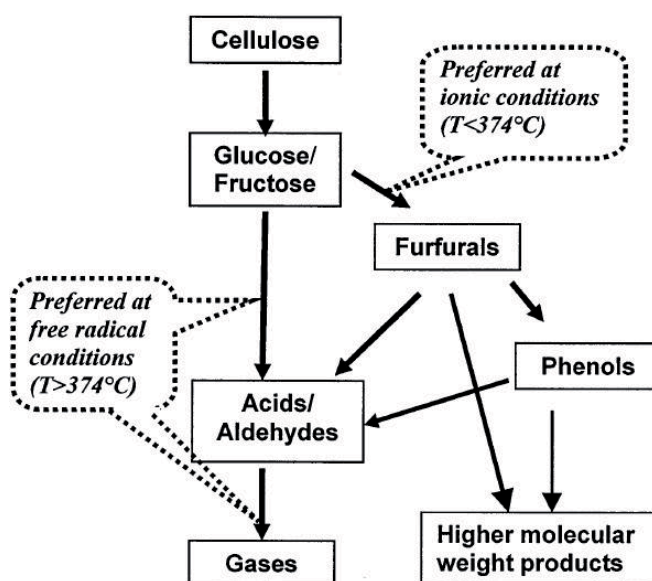 Cellulose
Preferred at
ionic conditions
(T<374°C)
Glucose/
Fructose
Furfurals
Preferred at
free radical
conditions
(T>374°C)
Phenols
Acids/
Aldehydes
Higher molecular
weight products
Gases